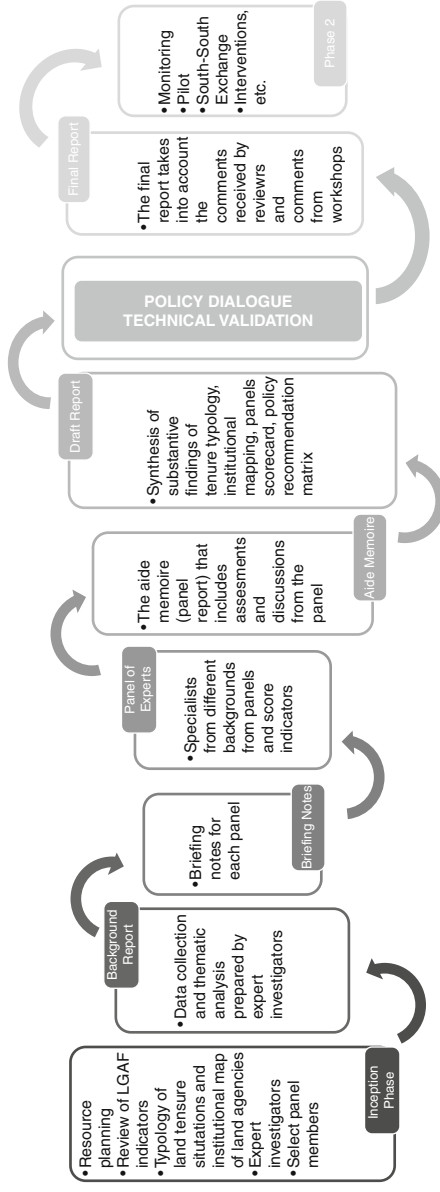 • Resource
planning
• Review of LGAF
indicators
• Typology of
land tensure
situtations and
institutional map
of land agencies
• Expert
investigators
• Select panel
members
Inception
Phase
Background
Report
• Data collection
and thematic
analysis
prepared by
expert
investigators
• Briefing
notes for
each panel
Briefing Notes
Panel of
Experts
• Specialists
from different
backgrounds
from panels
and score
indicators
• The aide
memoire
(panel
report) that
includes
assesments
and
discussions
from the
panel
Aide Memoire
Draft Report
• Synthesis of
substantive
findings of
tenure typology,
institutional
mapping, panels
scorecard, policy
recommendation
matrix
POLICY DIALOGUE
TECHNICAL VALIDATION
Final Report
• The final
report takes
into account
the
comments
received by
reviewrs
and
comments
from
workshops
• Monitoring
• Pilot
• South-South
Exchange
• Interventions,
etc.
Phase 2